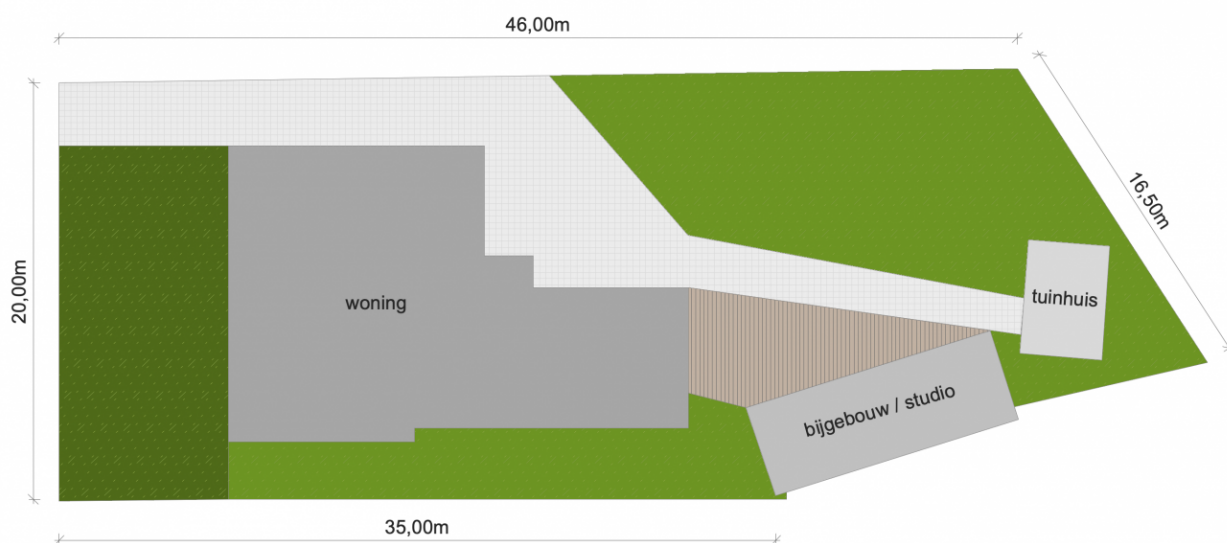 46,00m
16,50m
20,00m
woning
tuinhuis
bijgebouw / studio
35,00m